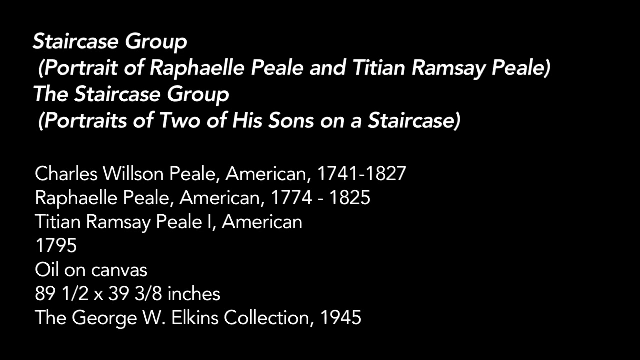 Staircase Group
(Portrait of Raphaelle Peale and Titian Ramsay Peale)
The Staircase Group
(Portraits of Two of His Sons on a Staircase)
Charles Willson Peale, American, 1741-1827
Raphaelle Peale, American, 1774 - 1825
Titian Ramsay Peale I, American
1795
Oil on canvas
89 1/2 x 39 3/8 inches
The George W. Elkins Collection, 1945